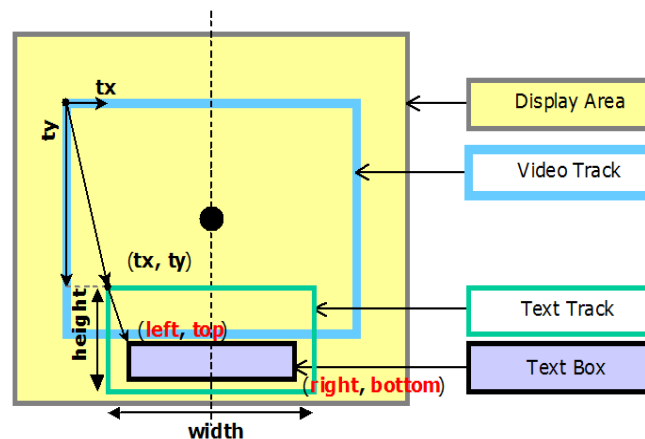 tx
ty
Display Area
Video Track
(tx, ty)
height
Text Track
(left, top)
Text Box
(right, bottom)
width